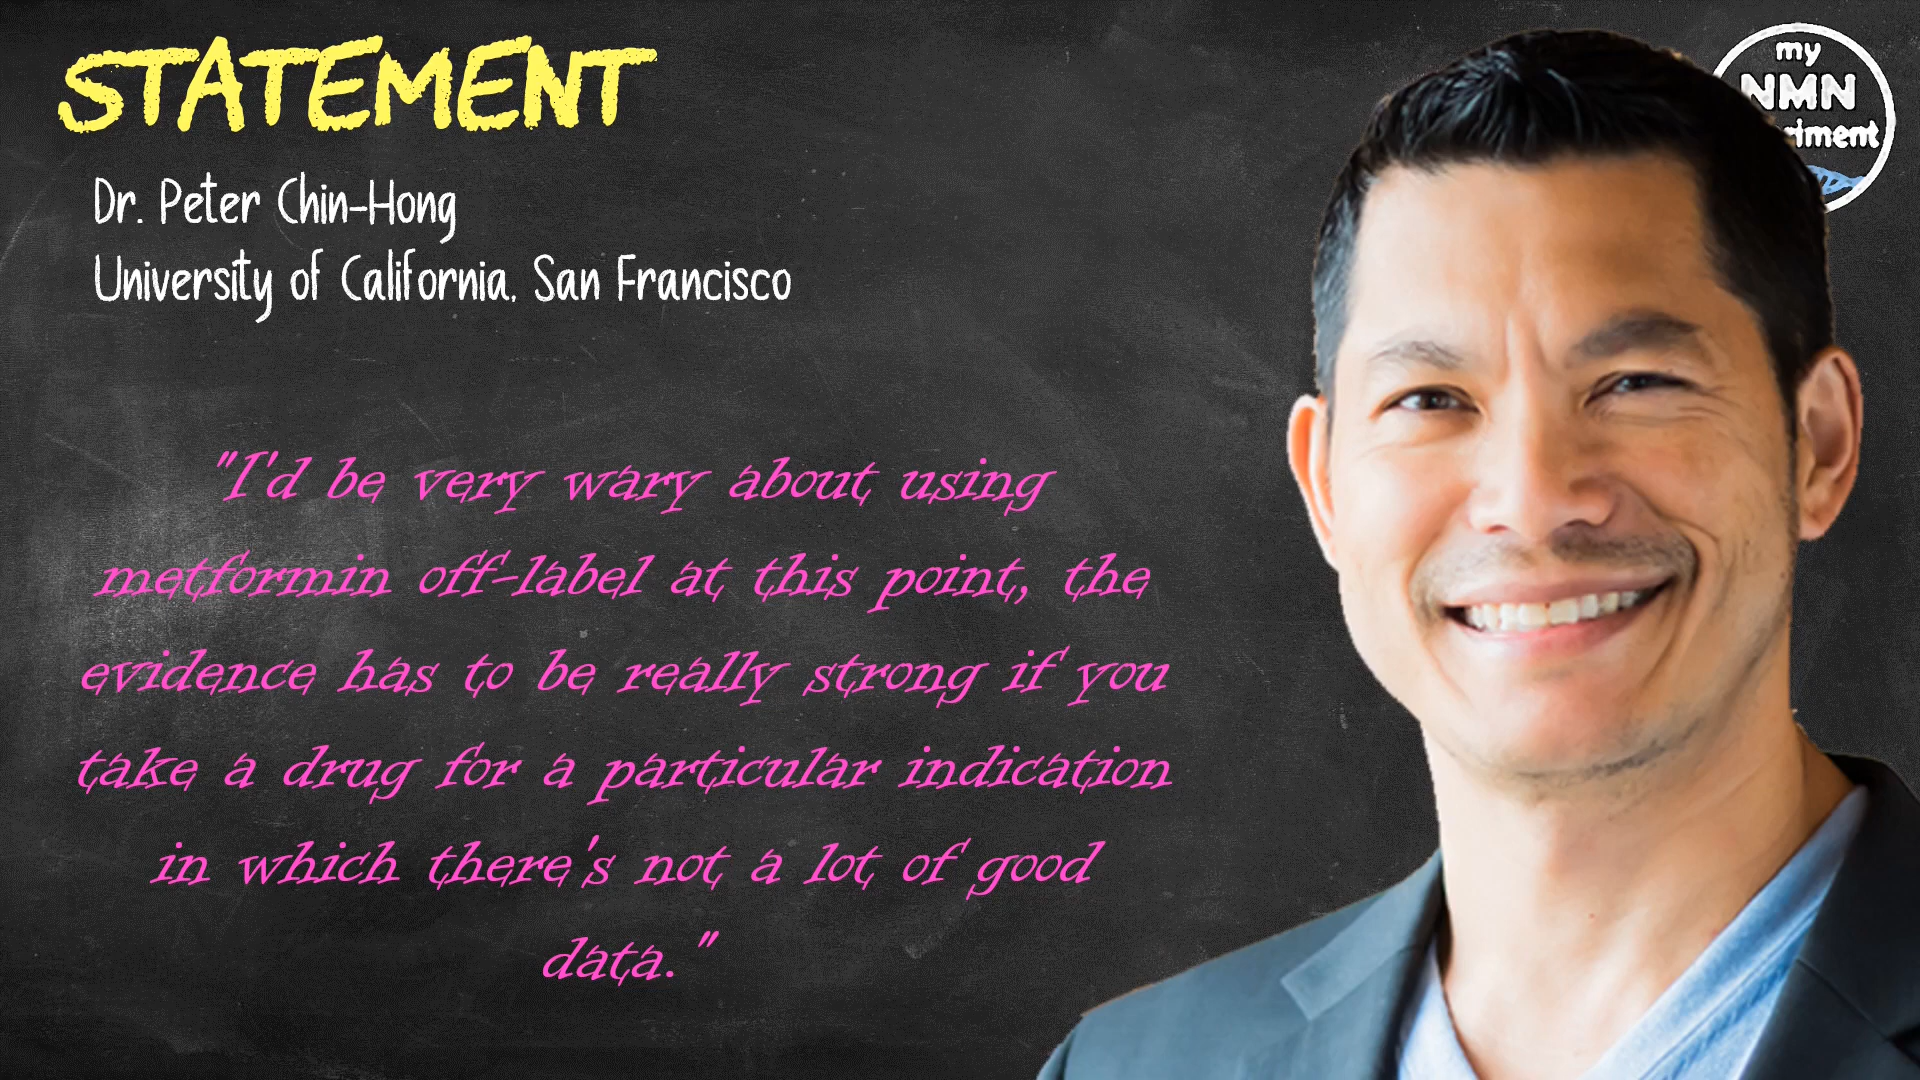 STATEMENT
my
NMN
riment
Dr. Peter Chin-Hong
University of California, San Francisco
"I'd be very wary about using
metformin off-label at this point, the
evidence has to be really strong if you
take a drug for a particular indication
in which there's not a lot of good
data."